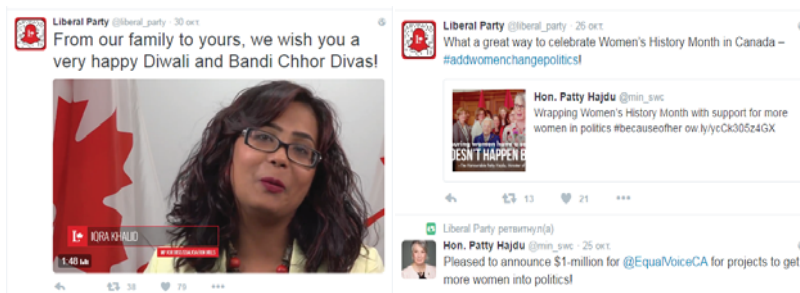 Liberal Party @liberal_party · 30 окт.
From our family to yours, we wish you a
very happy Diwali and Bandi Chhor Divas!
IQRA KHALID
1:48
38 79
Liberal Party @liberal_party · 26 окт.
What a great way to celebrate Women's History Month in Canada –
#addwomenchangepolitics!
Hon. Patty Hajdu @min_swc
Wrapping Women's History Month with support for more
women in politics #becauseofher ow.ly/ycCk305z4GX
DOESN'T HAPPEN B
13 21
Liberal Party ретвитнул(а)
Hon. Patty Hajdu @min_swc · 25 окт.
Pleased to announce $1-million for @EqualVoiceCA for projects to get
more women into politics!